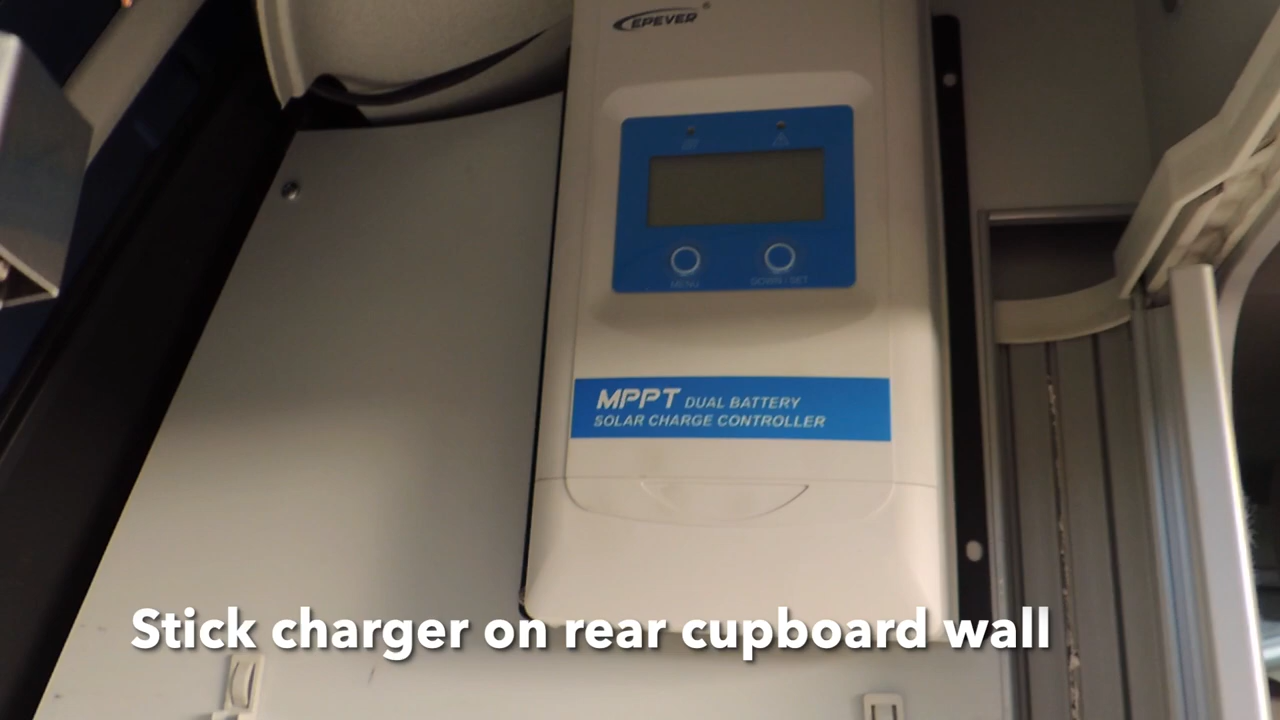 EPEVER®
MENU
DOWN · SET
MPPT DUAL BATTERY
SOLAR CHARGE CONTROLLER
Stick charger on rear cupboard wall